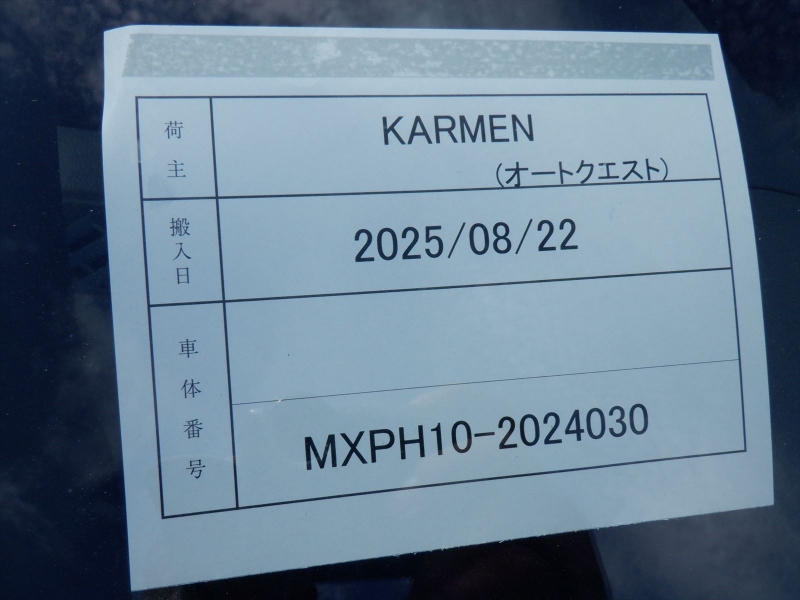 荷主
KARMEN
(オートクエスト)
搬入日
2025/08/22
車体番号
MXPH10-2024030